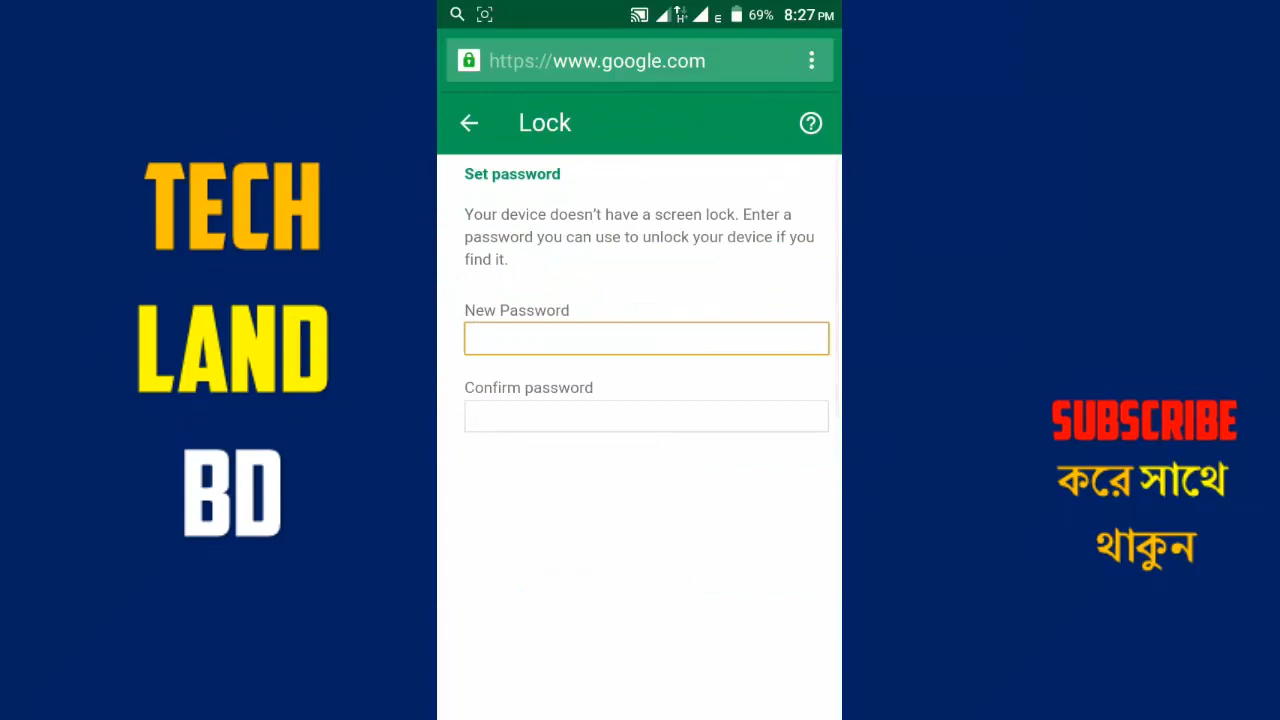 TECH
LAND
BD
H+
E
69%
8:27 PM
https://www.google.com
Lock
Set password
Your device doesn't have a screen lock. Enter a
password you can use to unlock your device if you
find it.
New Password
Confirm password
SUBSCRIBE
করে সাথে
থাকুন